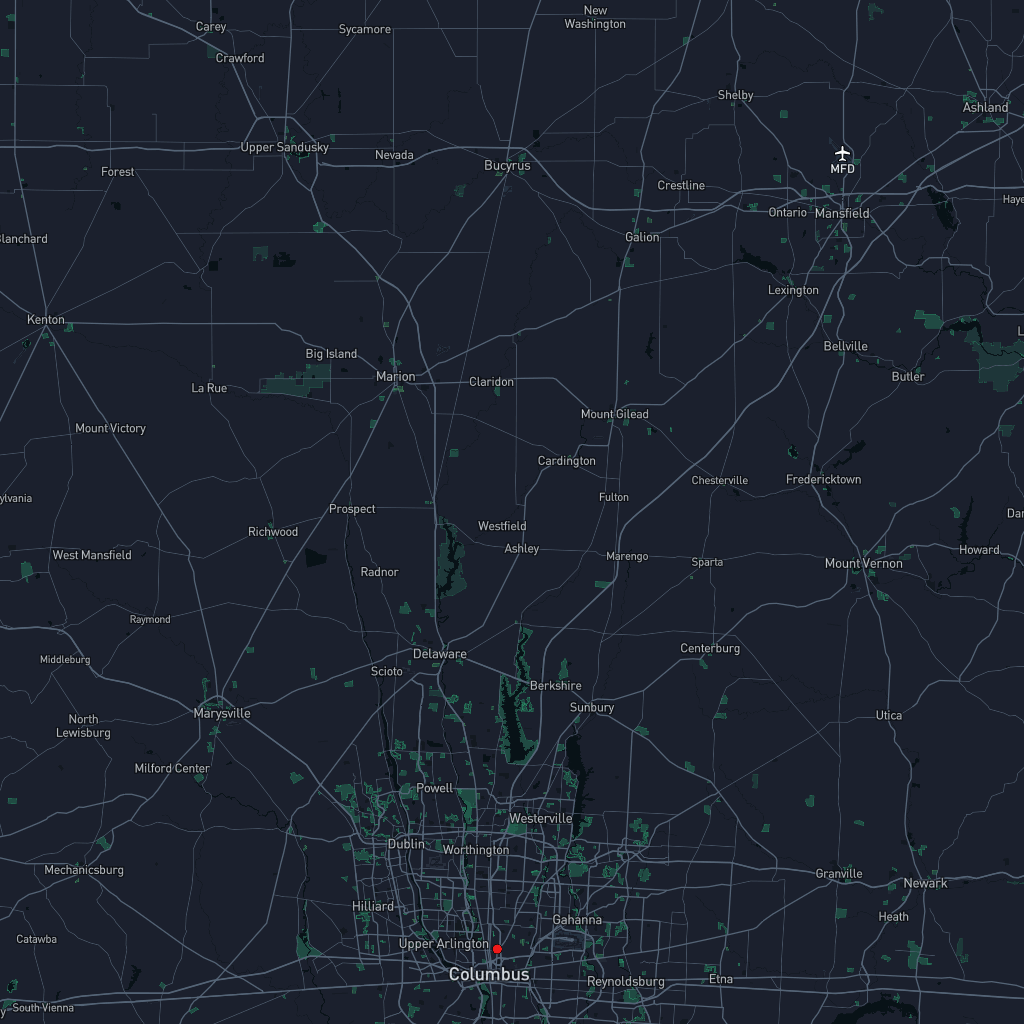 New
Washington
Carey
Sycamore
Crawford
Shelby
Ashland
Upper Sandusky
Nevada
Bucyrus
MFD
Forest
Crestline
Ontario
Mansfield
Haye
Blanchard
Galion
Lexington
Kenton
L
Big Island
Bellville
Marion
Claridon
Butler
La Rue
Mount Gilead
Mount Victory
Cardington
Chesterville
Fredericktown
ylvania
Fulton
Prospect
Dan
Richwood
Westfield
West Mansfield
Ashley
Marengo
Sparta
Mount Vernon
Howard
Radnor
Raymond
Delaware
Centerburg
Middleburg
Scioto
Berkshire
Marysville
Sunbury
Utica
North
Lewisburg
Milford Center
Powell
Westerville
Dublin
Worthington
Mechanicsburg
Granville
Newark
Hilliard
Gahanna
Heath
Catawba
Upper Arlington
Columbus
Reynoldsburg
Etna
y
South Vienna